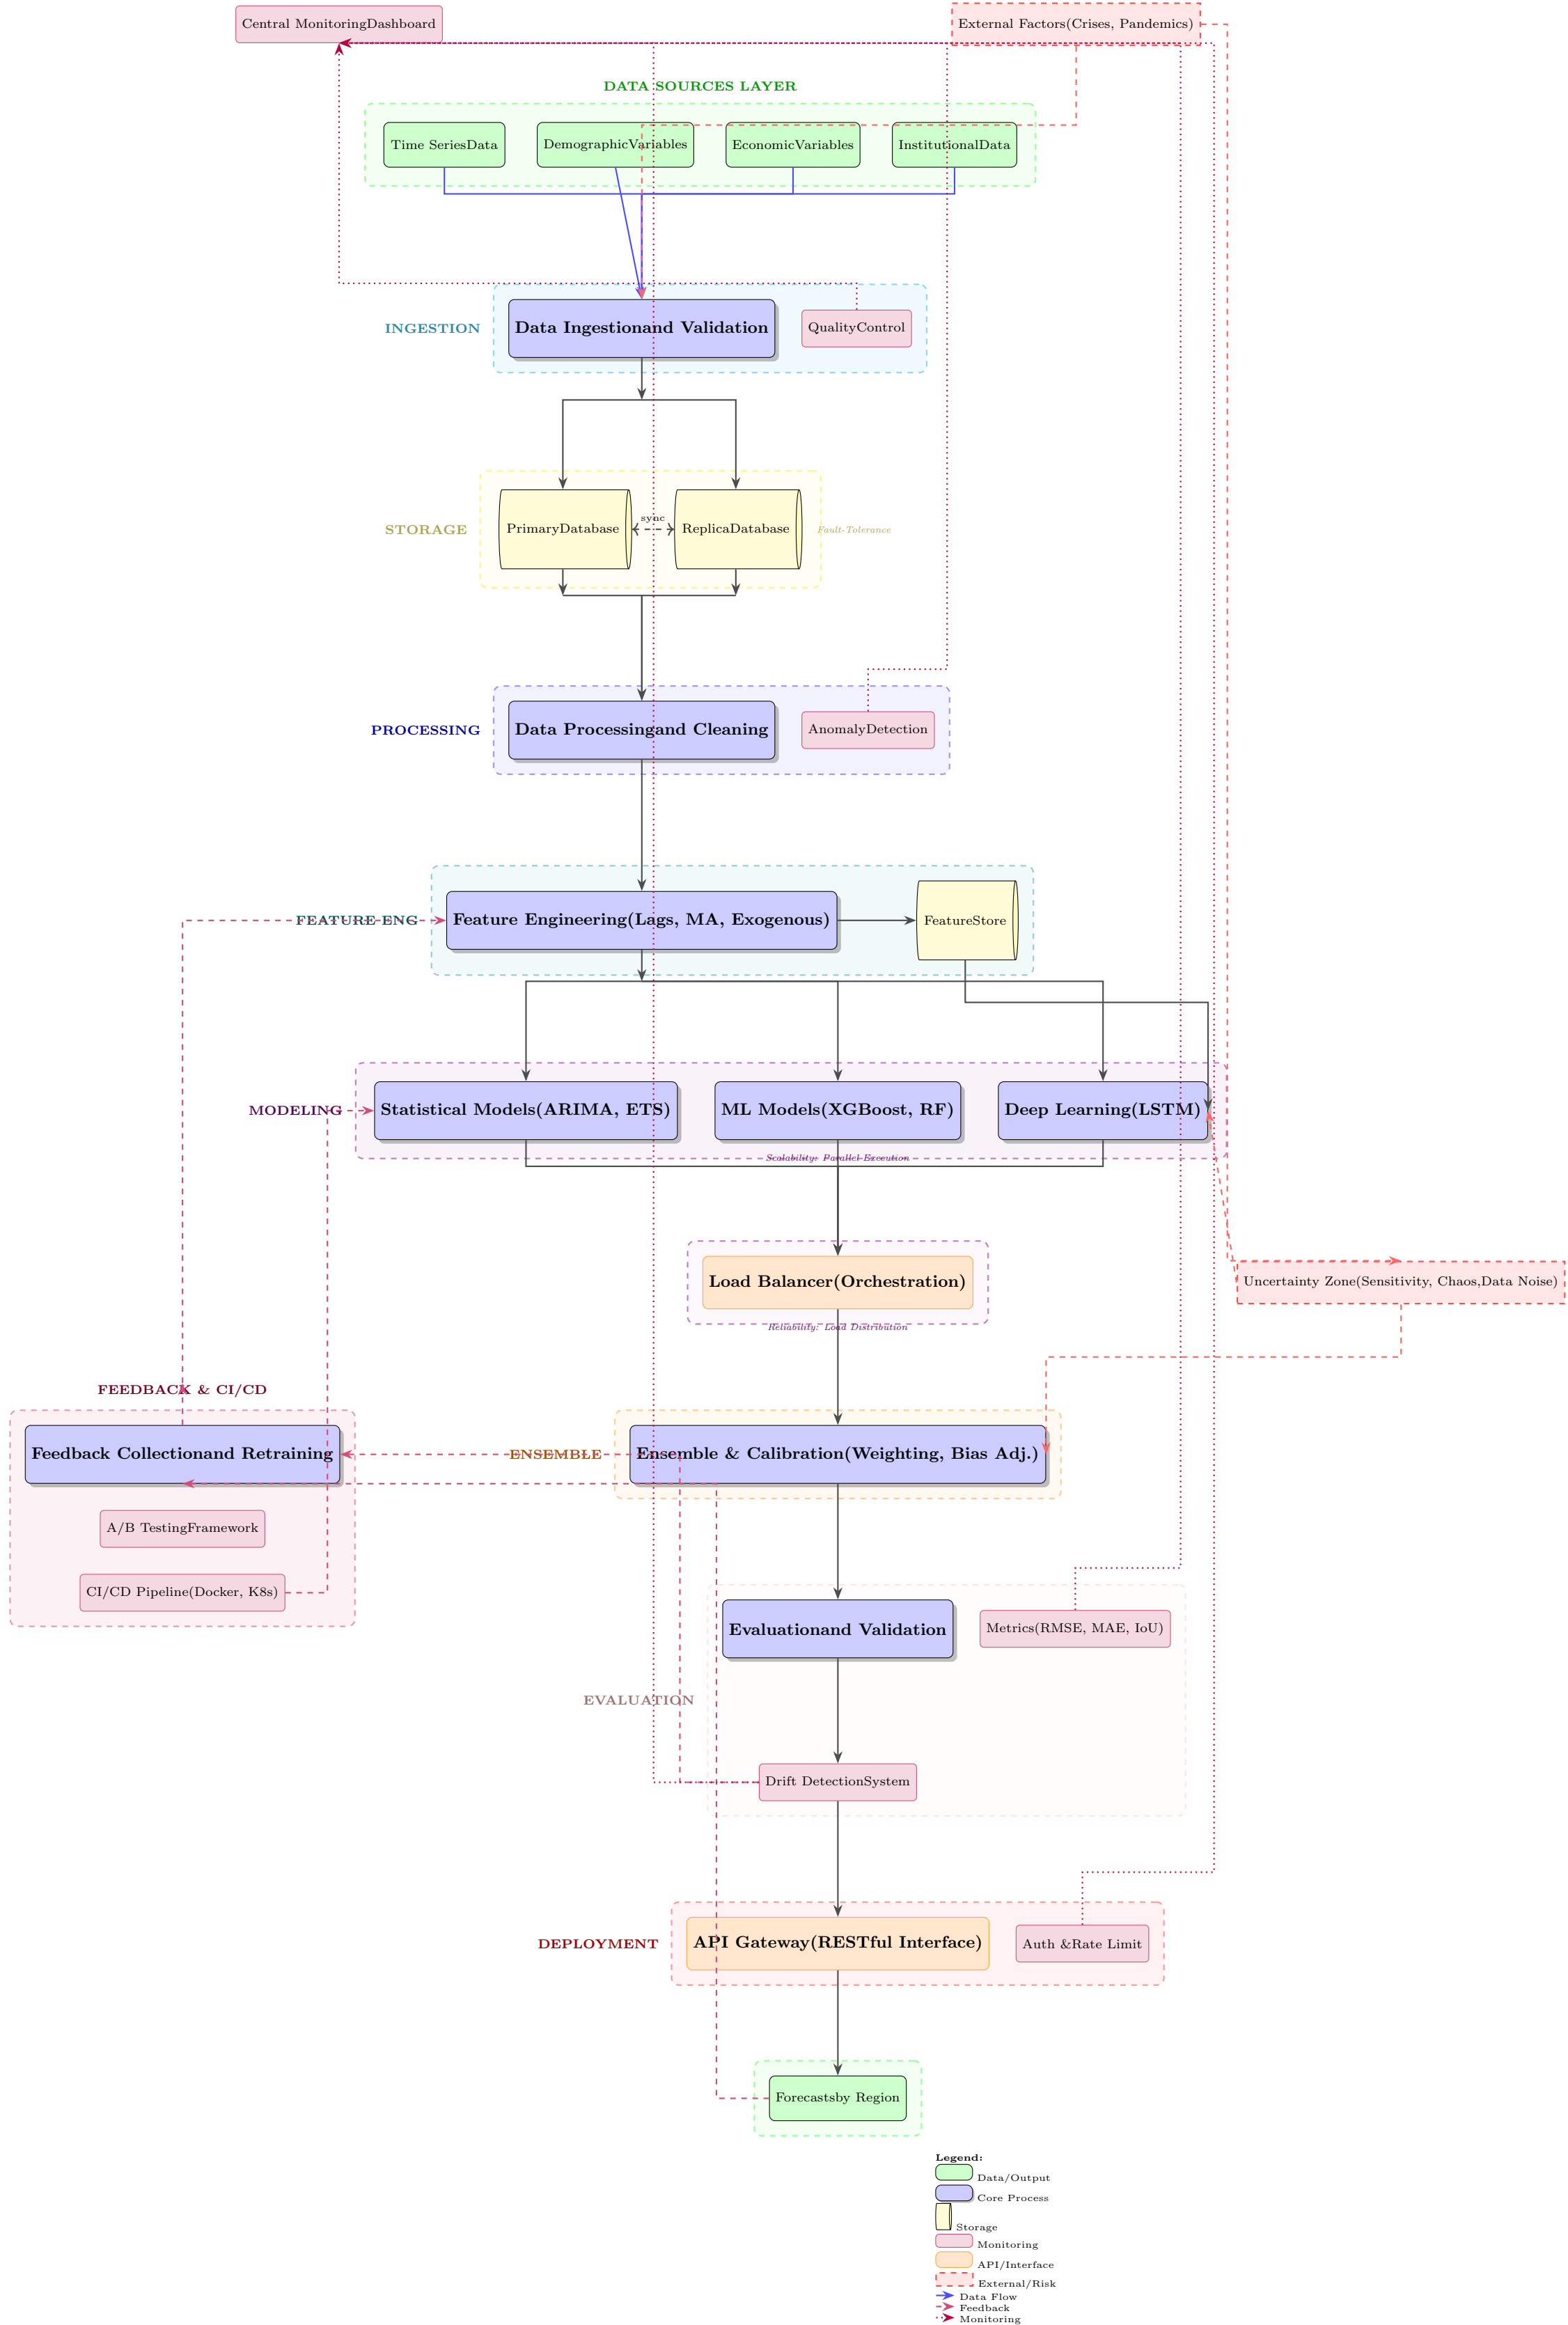 Central MonitoringDashboard
External Factors(Crises, Pandemics)
DATA SOURCES LAYER
Time SeriesData
DemographicVariables
EconomicVariables
InstitutionalData
INGESTION
Data Ingestionand Validation
QualityControl
STORAGE
PrimaryDatabase
sync
ReplicaDatabase
Fault-Tolerance
PROCESSING
Data Processingand Cleaning
AnomalyDetection
FEATURE ENG
Feature Engineering(Lags, MA, Exogenous)
FeatureStore
MODELING
Statistical Models(ARIMA, ETS)
ML Models(XGBoost, RF)
Deep Learning(LSTM)
Scalability: Parallel Execution
Load Balancer(Orchestration)
Uncertainty Zone(Sensitivity, Chaos,Data Noise)
Reliability: Load Distribution
FEEDBACK & CI/CD
Feedback Collectionand Retraining
ENSEMBLE
Ensemble & Calibration(Weighting, Bias Adj.)
A/B TestingFramework
CI/CD Pipeline(Docker, K8s)
Evaluationand Validation
Metrics(RMSE, MAE, IoU)
EVALUATION
Drift DetectionSystem
DEPLOYMENT
API Gateway(RESTful Interface)
Auth &Rate Limit
Forecastsby Region
Legend:
Data/Output
Core Process
Storage
Monitoring
API/Interface
External/Risk
Data Flow
Feedback
Monitoring